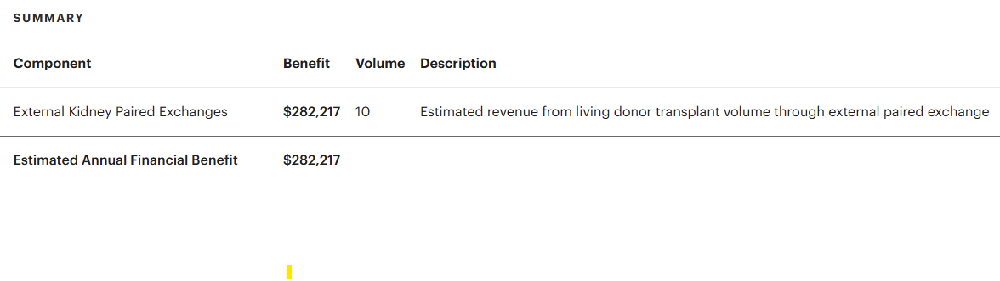 SUMMARY
Component Benefit Volume Description
External Kidney Paired Exchanges $282,217 10 Estimated revenue from living donor transplant volume through external paired exchange
Estimated Annual Financial Benefit $282,217